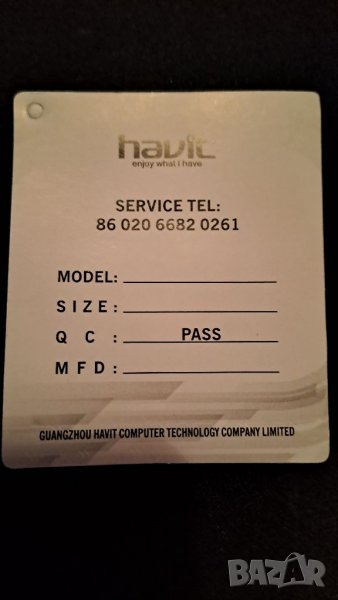 havit
enjoy what i have
SERVICE TEL:
86 020 6682 0261
MODEL:
SIZE:
QC: PASS
MFD:
GUANGZHOU HAVIT COMPUTER TECHNOLOGY COMPANY LIMITED
BAZAR